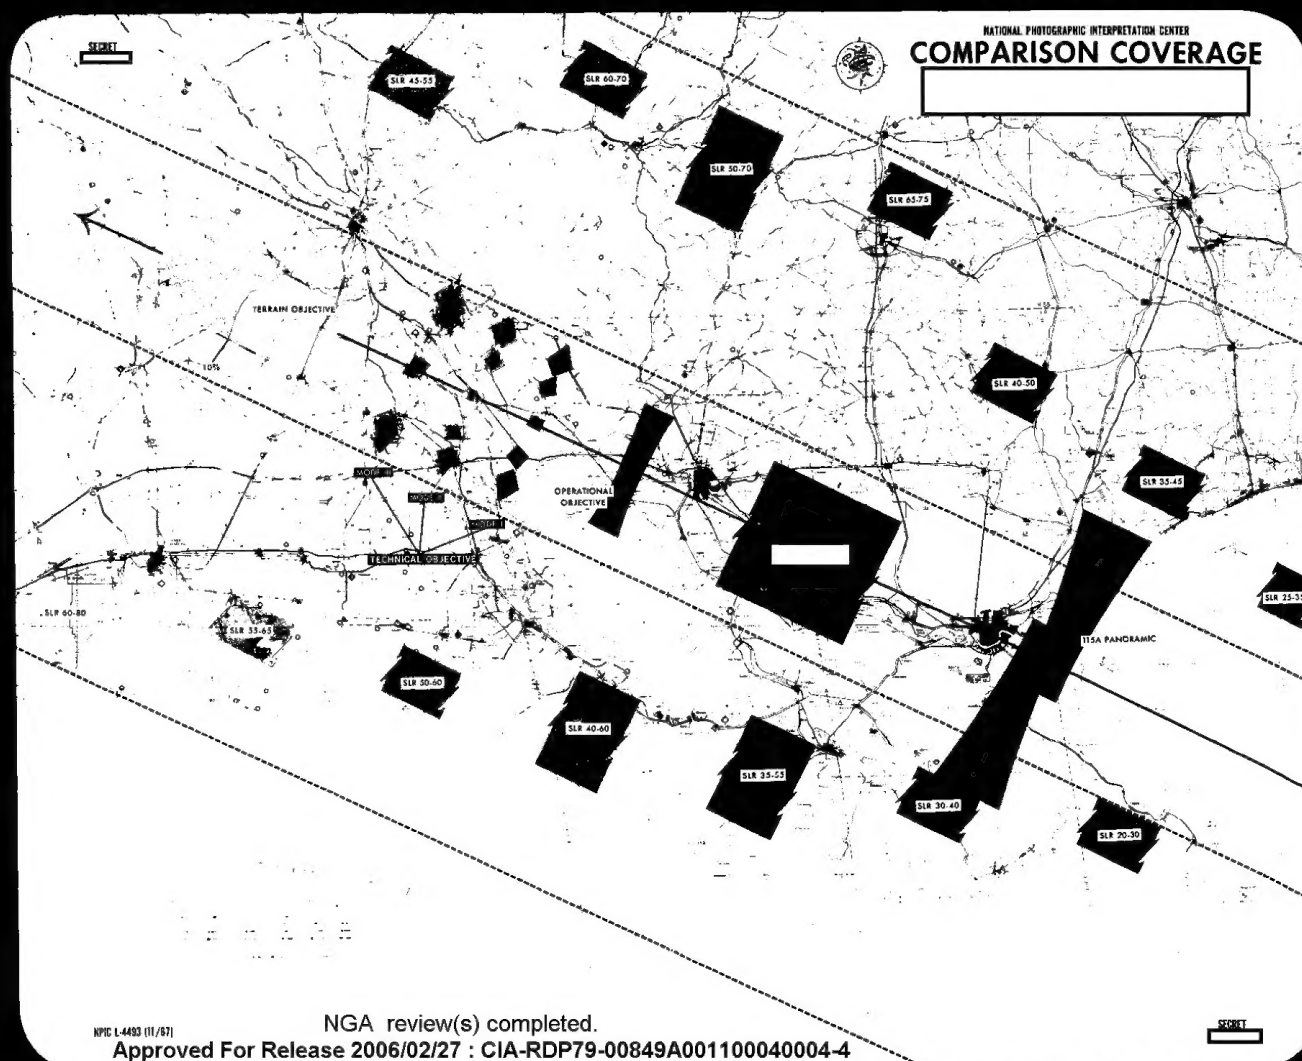 SECRET
NATIONAL PHOTOGRAPHIC INTERPRETATION CENTER
COMPARISON COVERAGE
SLR 45-55
SLR 60-70
SLR 50-70
SLR 65-75
TERRAIN OBJECTIVE
10%
SLR 40-50
MODE III
MODE II
MODE I
OPERATIONAL
OBJECTIVE
SLR 35-45
TECHNICAL OBJECTIVE
SLR 25-35
SLR 60-80
SLR 55-65
115A PANORAMIC
SLR 50-60
SLR 40-60
SLR 35-55
SLR 30-40
SLR 20-30
NPIC L-4493 (11/67)
NGA review(s) completed.
SECRET
Approved For Release 2006/02/27 : CIA-RDP79-00849A001100040004-4